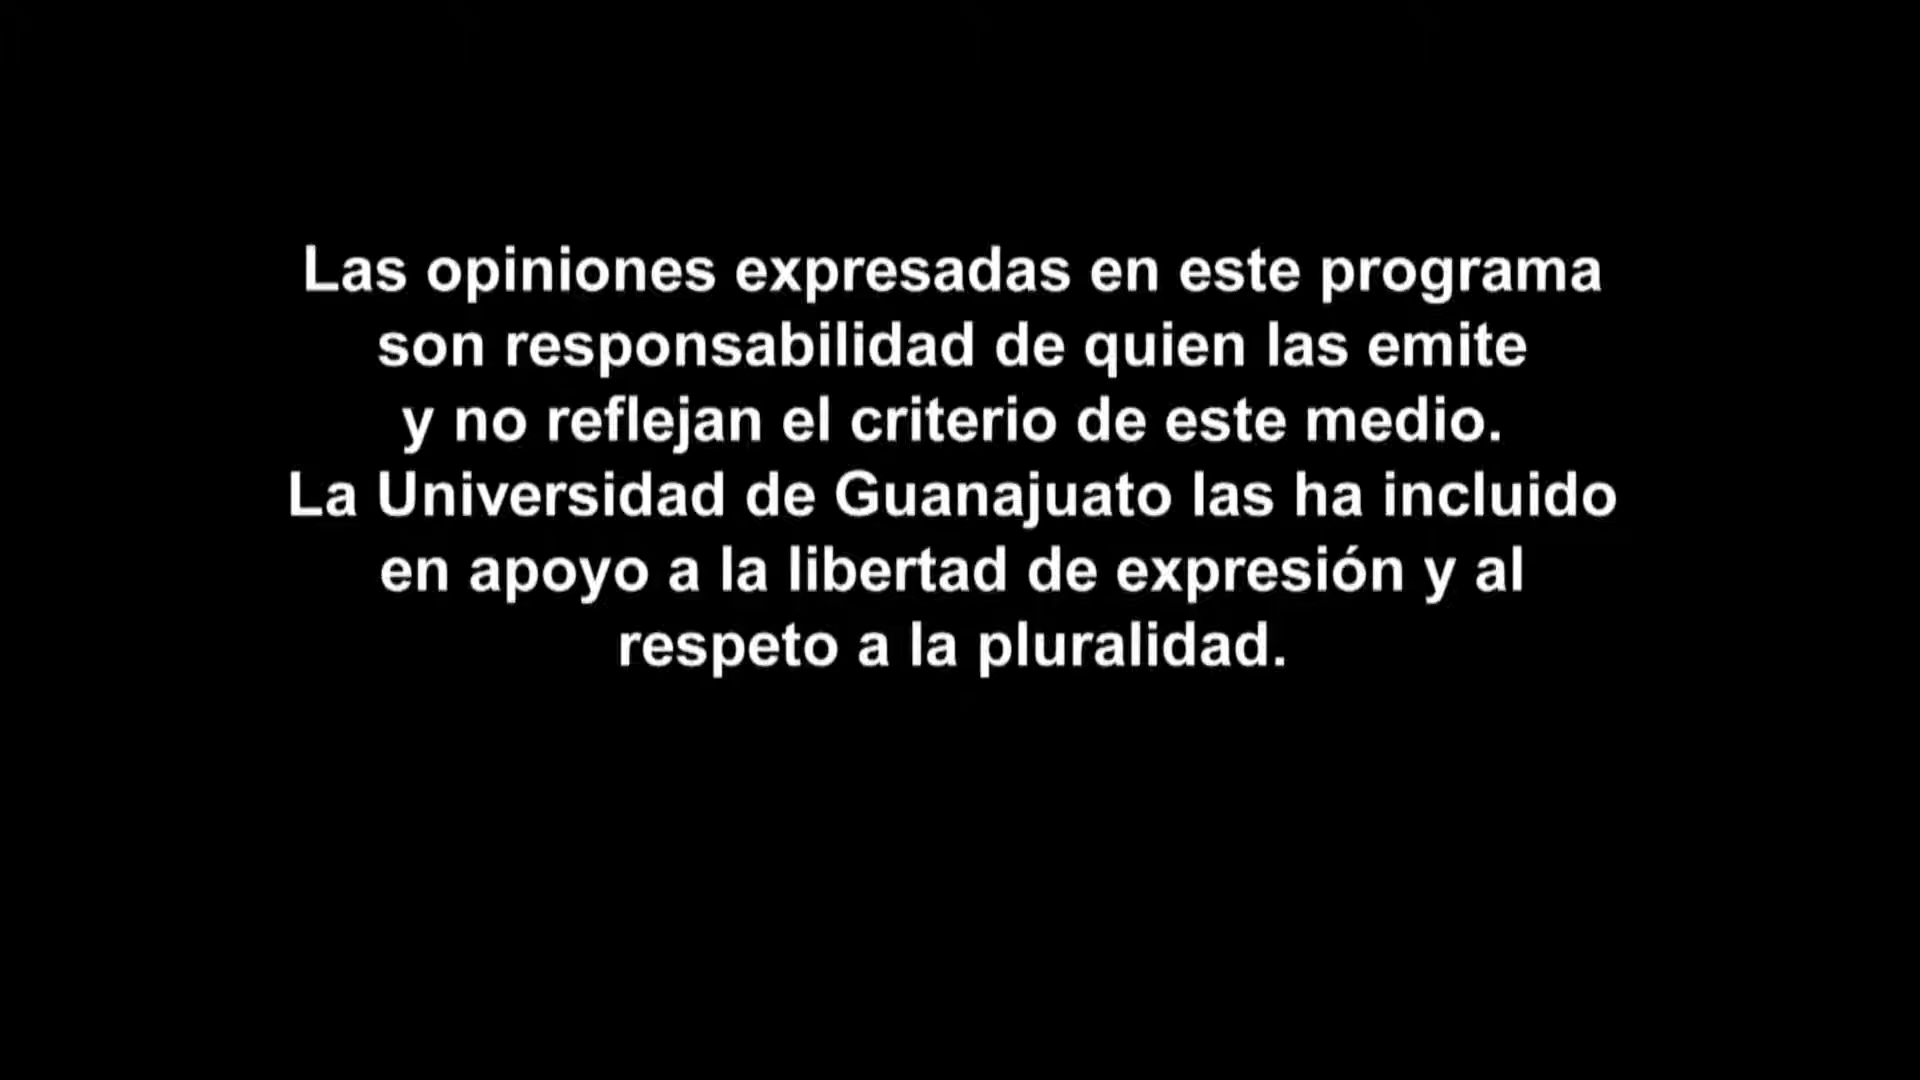 Las opiniones expresadas en este programa
son responsabilidad de quien las emite
y no reflejan el criterio de este medio.
La Universidad de Guanajuato las ha incluido
en apoyo a la libertad de expresión y al
respeto a la pluralidad.